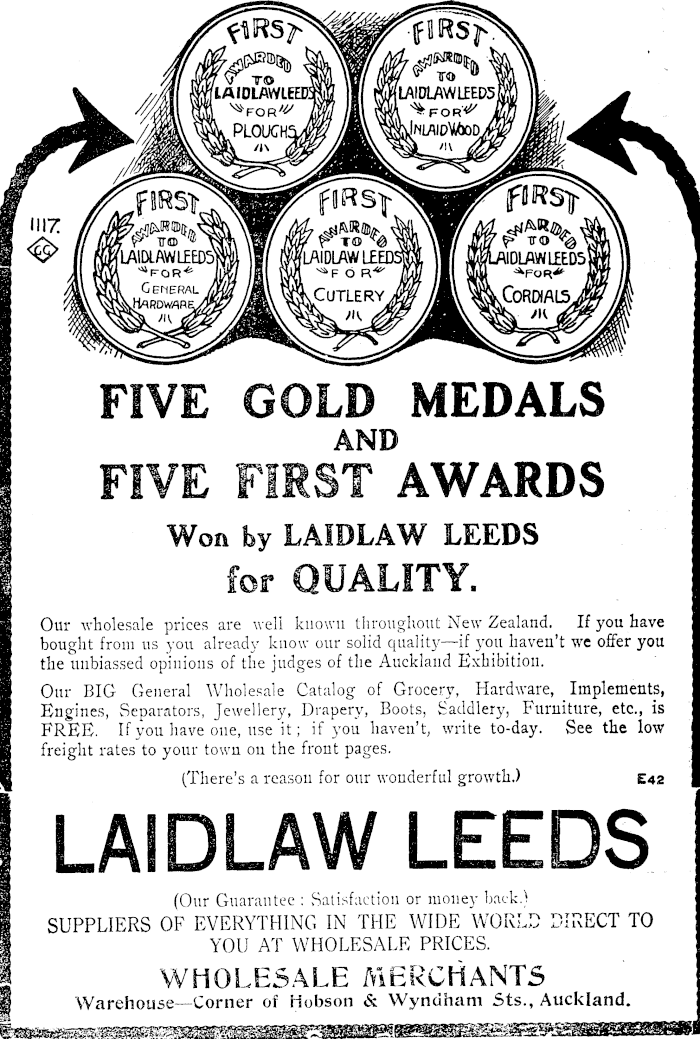 FIRST
AWARDED
TO
LAIDLAW LEEDS
FOR
PLOUGHS
FIRST
AWARDED
TO
LAIDLAW LEEDS
FOR
INLAID WOOD
1117.
GG
FIRST
AWARDED
TO
LAIDLAW LEEDS
FOR
GENERAL
HARDWARE
FIRST
AWARDED
TO
LAIDLAW LEEDS
FOR
CUTLERY
FIRST
AWARDED
TO
LAIDLAW LEEDS
FOR
CORDIALS
FIVE GOLD MEDALS
AND
FIVE FIRST AWARDS
Won by LAIDLAW LEEDS
for QUALITY.
Our wholesale prices are well known throughout New Zealand. If you have
bought from us you already know our solid quality—if you haven't we offer you
the unbiassed opinions of the judges of the Auckland Exhibition.
Our BIG General Wholesale Catalog of Grocery, Hardware, Implements,
Engines, Separators, Jewellery, Drapery, Boots, Saddlery, Furniture, etc., is
FREE. If you have one, use it; if you haven't, write to-day. See the low
freight rates to your town on the front pages.
(There's a reason for our wonderful growth.)
E42
LAIDLAW LEEDS
(Our Guarantee: Satisfaction or money back.)
SUPPLIERS OF EVERYTHING IN THE WIDE WORLD DIRECT TO
YOU AT WHOLESALE PRICES.
WHOLESALE MERCHANTS
Warehouse—Corner of Hobson & Wyndham Sts., Auckland.